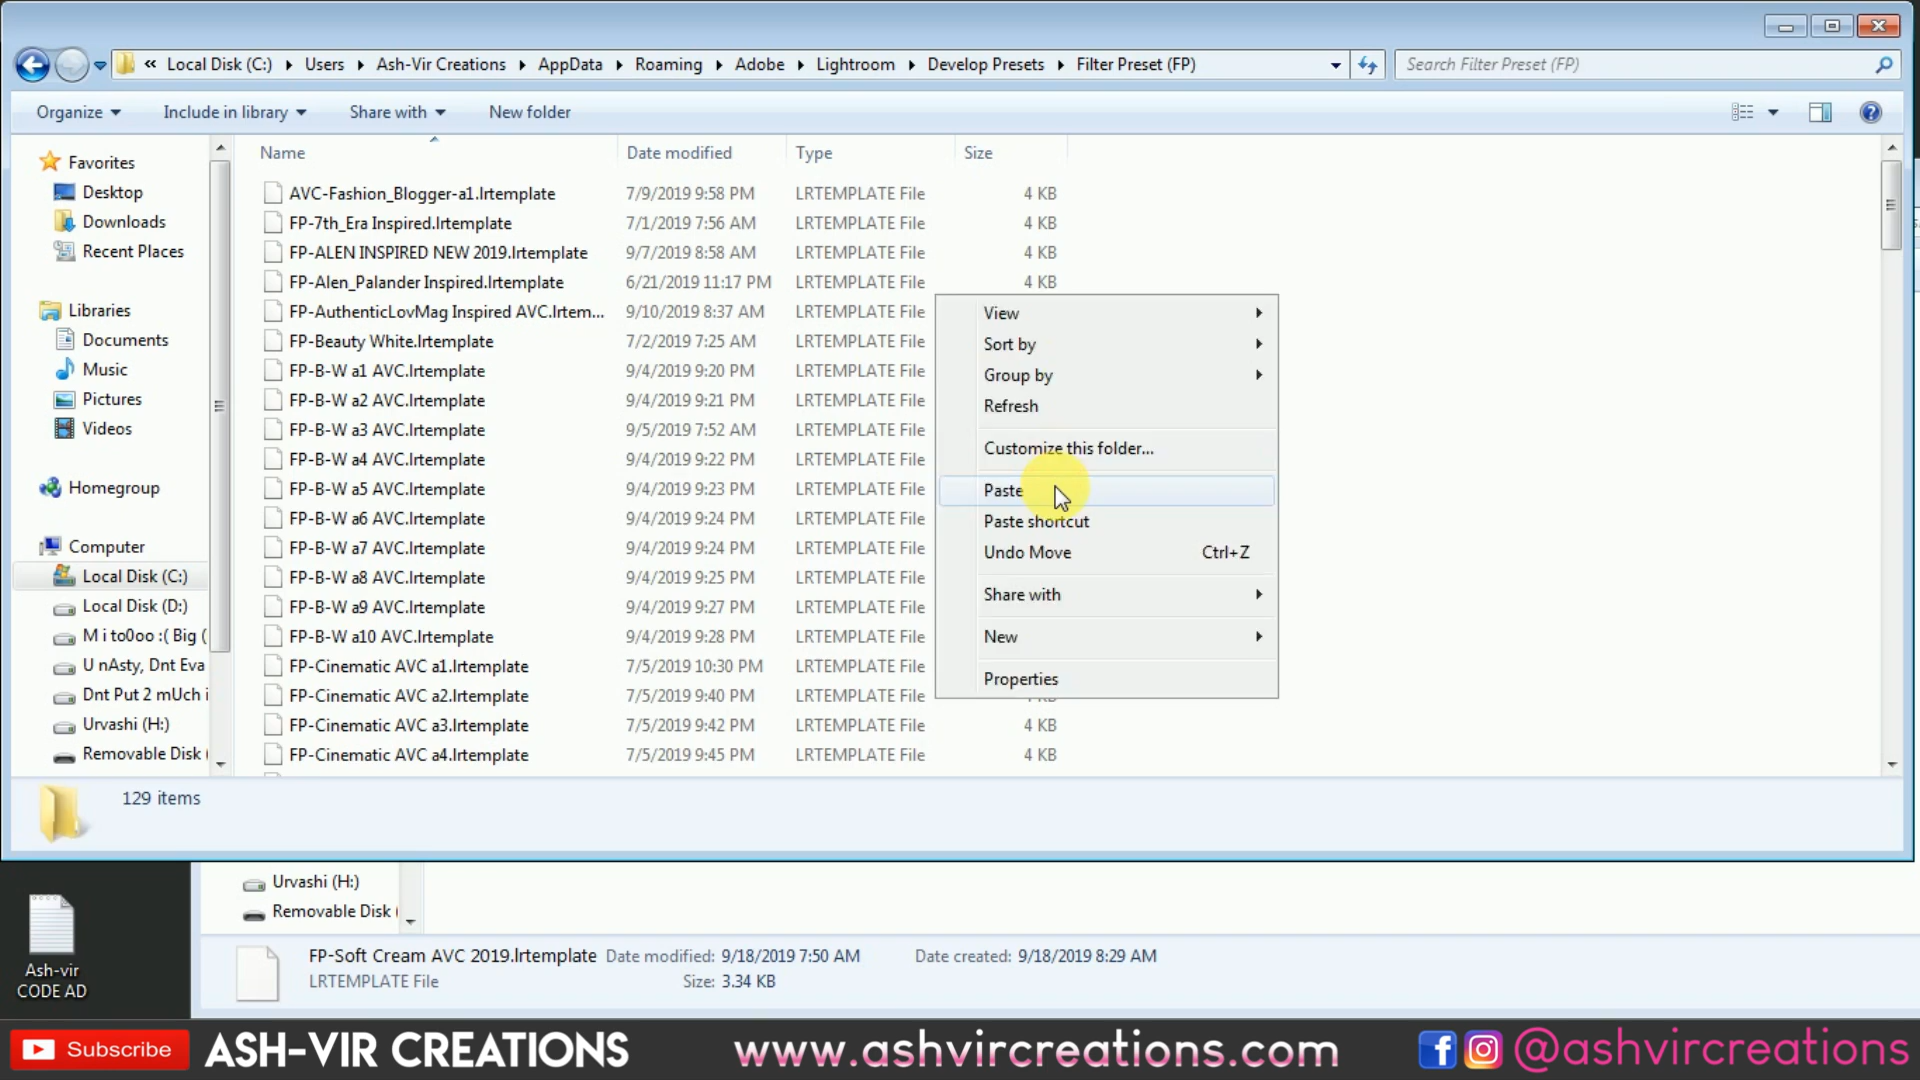 « Local Disk (C:) Users Ash-Vir Creations AppData Roaming Adobe Lightroom Develop Presets Filter Preset (FP) Search Filter Preset (FP)
Organize Include in library Share with New folder
Favorites
Desktop
Downloads
Recent Places
Libraries
Documents
Music
Pictures
Videos
Homegroup
Computer
Local Disk (C:)
Local Disk (D:)
M i to0oo :( Big (
U nAsty, Dnt Eva
Dnt Put 2 mUch i
Urvashi (H:)
Removable Disk
Name Date modified Type Size
AVC-Fashion_Blogger-a1.lrtemplate 7/9/2019 9:58 PM LRTEMPLATE File 4 KB
FP-7th_Era Inspired.lrtemplate 7/1/2019 7:56 AM LRTEMPLATE File 4 KB
FP-ALEN INSPIRED NEW 2019.lrtemplate 9/7/2019 8:58 AM LRTEMPLATE File 4 KB
FP-Alen_Palander Inspired.lrtemplate 6/21/2019 11:17 PM LRTEMPLATE File 4 KB
FP-AuthenticLovMag Inspired AVC.lrtem... 9/10/2019 8:37 AM LRTEMPLATE File
FP-Beauty White.lrtemplate 7/2/2019 7:25 AM LRTEMPLATE File
FP-B-W a1 AVC.lrtemplate 9/4/2019 9:20 PM LRTEMPLATE File
FP-B-W a2 AVC.lrtemplate 9/4/2019 9:21 PM LRTEMPLATE File
FP-B-W a3 AVC.lrtemplate 9/5/2019 7:52 AM LRTEMPLATE File
FP-B-W a4 AVC.lrtemplate 9/4/2019 9:22 PM LRTEMPLATE File
FP-B-W a5 AVC.lrtemplate 9/4/2019 9:23 PM LRTEMPLATE File
FP-B-W a6 AVC.lrtemplate 9/4/2019 9:24 PM LRTEMPLATE File
FP-B-W a7 AVC.lrtemplate 9/4/2019 9:24 PM LRTEMPLATE File
FP-B-W a8 AVC.lrtemplate 9/4/2019 9:25 PM LRTEMPLATE File
FP-B-W a9 AVC.lrtemplate 9/4/2019 9:27 PM LRTEMPLATE File
FP-B-W a10 AVC.lrtemplate 9/4/2019 9:28 PM LRTEMPLATE File
FP-Cinematic AVC a1.lrtemplate 7/5/2019 10:30 PM LRTEMPLATE File
FP-Cinematic AVC a2.lrtemplate 7/5/2019 9:40 PM LRTEMPLATE File
FP-Cinematic AVC a3.lrtemplate 7/5/2019 9:42 PM LRTEMPLATE File 4 KB
FP-Cinematic AVC a4.lrtemplate 7/5/2019 9:45 PM LRTEMPLATE File 4 KB
View
Sort by
Group by
Refresh
Customize this folder...
Paste
Paste shortcut
Undo Move Ctrl+Z
Share with
New
Properties
129 items
Urvashi (H:)
Removable Disk (
FP-Soft Cream AVC 2019.lrtemplate Date modified: 9/18/2019 7:50 AM Date created: 9/18/2019 8:29 AM
LRTEMPLATE File Size: 3.34 KB
Ash-vir
CODE AD
Subscribe ASH-VIR CREATIONS www.ashvircreations.com @ashvircreations